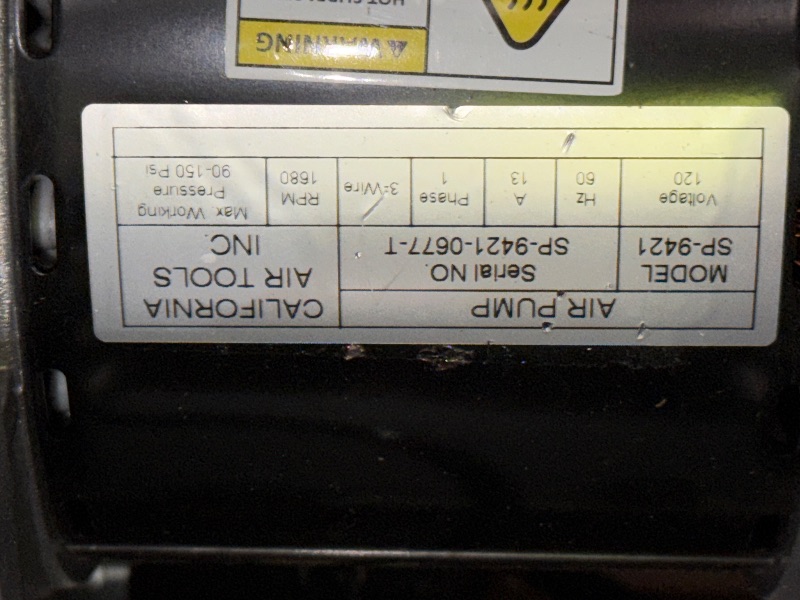 AIR PUMP
CALIFORNIA
AIR TOOLS
INC.
MODEL
SP-9421
Serial NO.
SP-9421-0677-T
Voltage
120
Hz
60
A
13
Phase
1
3=Wire
RPM
1680
Max. Working
Pressure
90-150 Psi
WARNING